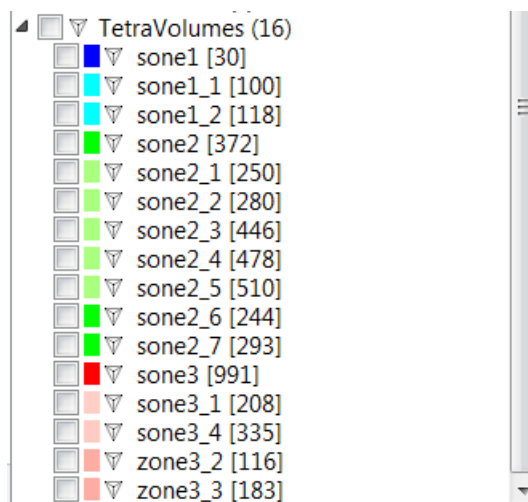 TetraVolumes (16)
sone1 [30]
sone1_1 [100]
sone1_2 [118]
sone2 [372]
sone2_1 [250]
sone2_2 [280]
sone2_3 [446]
sone2_4 [478]
sone2_5 [510]
sone2_6 [244]
sone2_7 [293]
sone3 [991]
sone3_1 [208]
sone3_4 [335]
zone3_2 [116]
zone3_3 [183]